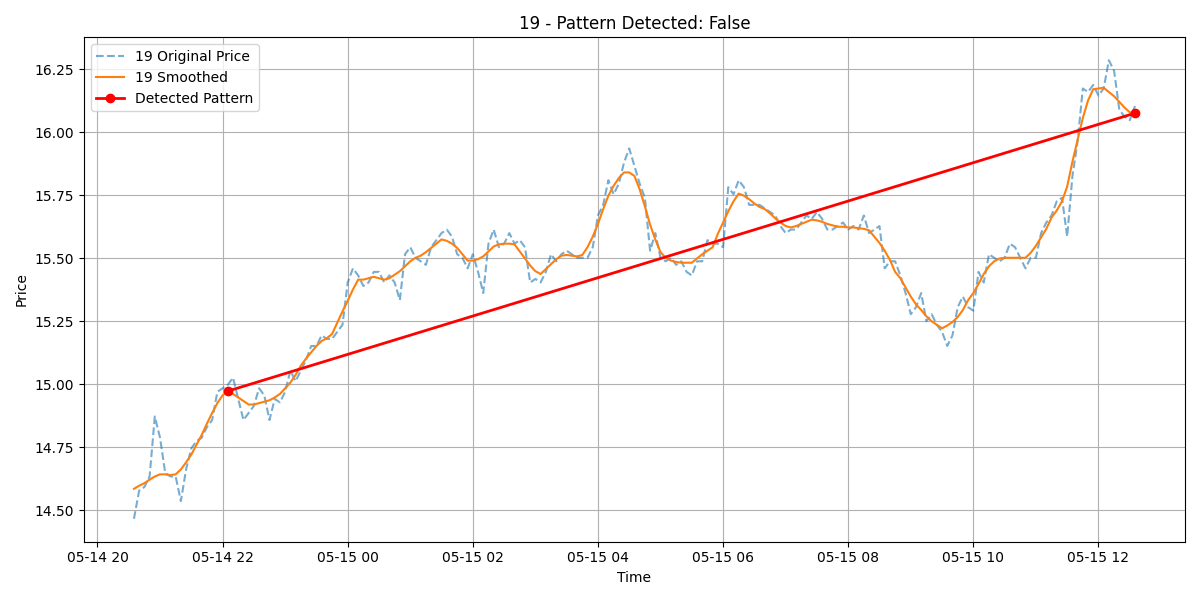 19 - Pattern Detected: False
19 Original Price
19 Smoothed
Detected Pattern
Price
16.25
16.00
15.75
15.50
15.25
15.00
14.75
14.50
05-14 20
05-14 22
05-15 00
05-15 02
05-15 04
05-15 06
05-15 08
05-15 10
05-15 12
Time